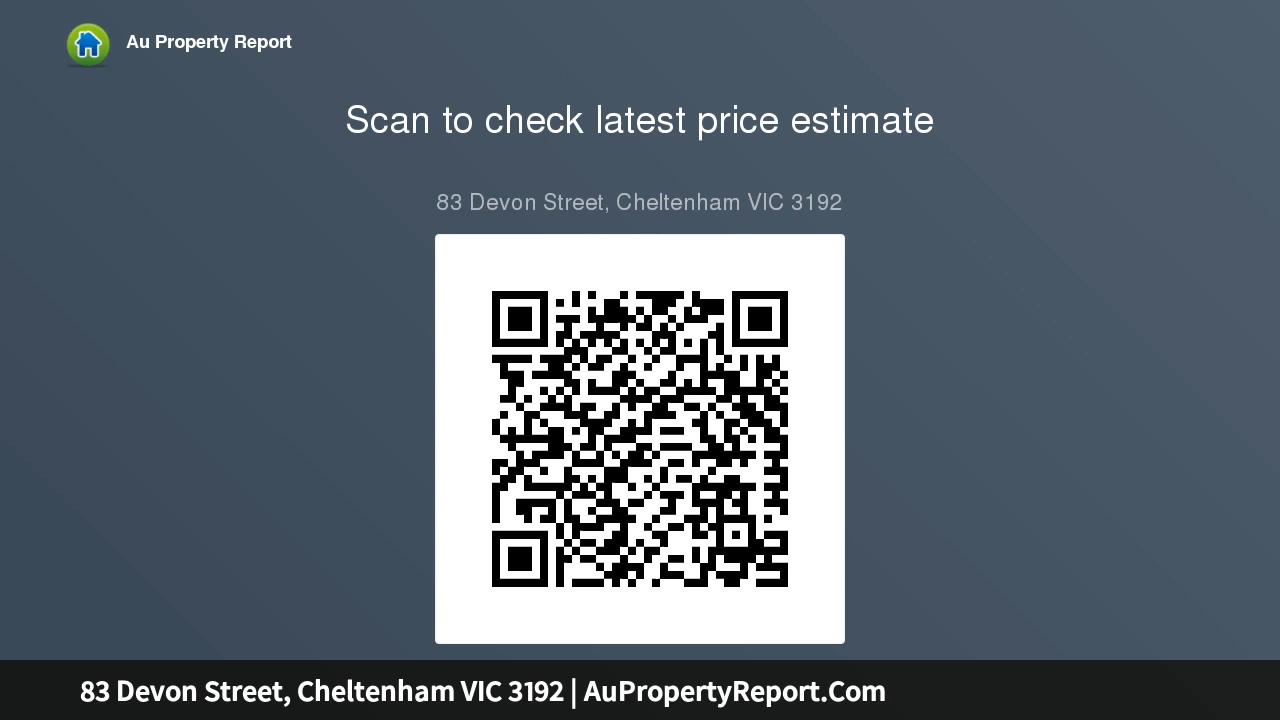 Au Property Report
Scan to check latest price estimate
83 Devon Street, Cheltenham VIC 3192
83 Devon Street, Cheltenham VIC 3192 | AuPropertyReport.Com